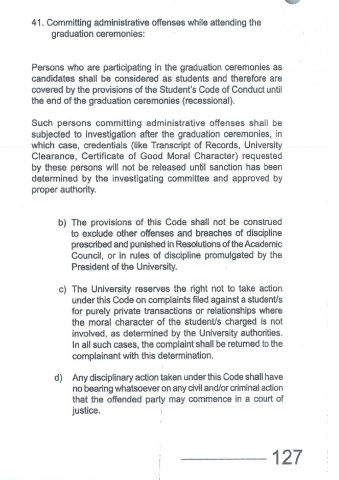 41. Committing administrative offenses while attending the
graduation ceremonies:
Persons who are participating in the graduation ceremonies as
candidates shall be considered as students and therefore are
covered by the provisions of the Student's Code of Conduct until
the end of the graduation ceremonies (recessional).
Such persons committing administrative offenses shall be
subjected to investigation after the graduation ceremonies, in
which case, credentials (like Transcript of Records, University
Clearance, Certificate of Good Moral Character) requested
by these persons will not be released until sanction has been
determined by the investigating committee and approved by
proper authority.
b) The provisions of this Code shall not be construed
to exclude other offenses and breaches of discipline
prescribed and punished in Resolutions of the Academic
Council, or in rules of discipline promulgated by the
President of the University.
c) The University reserves the right not to take action
under this Code on complaints filed against a student/s
for purely private transactions or relationships where
the moral character of the student/s charged is not
involved, as determined by the University authorities.
In all such cases, the complaint shall be returned to the
complainant with this determination.
d) Any disciplinary action taken under this Code shall have
no bearing whatsoever on any civil and/or criminal action
that the offended party may commence in a court of
justice.
127